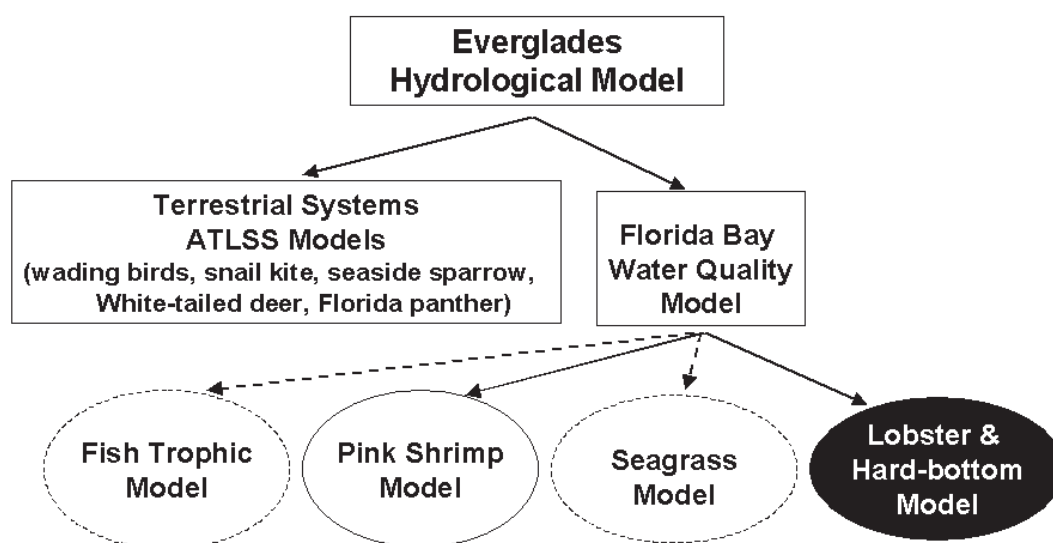 Everglades
Hydrological Model
Terrestrial Systems
ATLSS Models
(wading birds, snail kite, seaside sparrow,
White-tailed deer, Florida panther)
Florida Bay
Water Quality
Model
Fish Trophic
Model
Pink Shrimp
Model
Seagrass
Model
Lobster &
Hard-bottom
Model